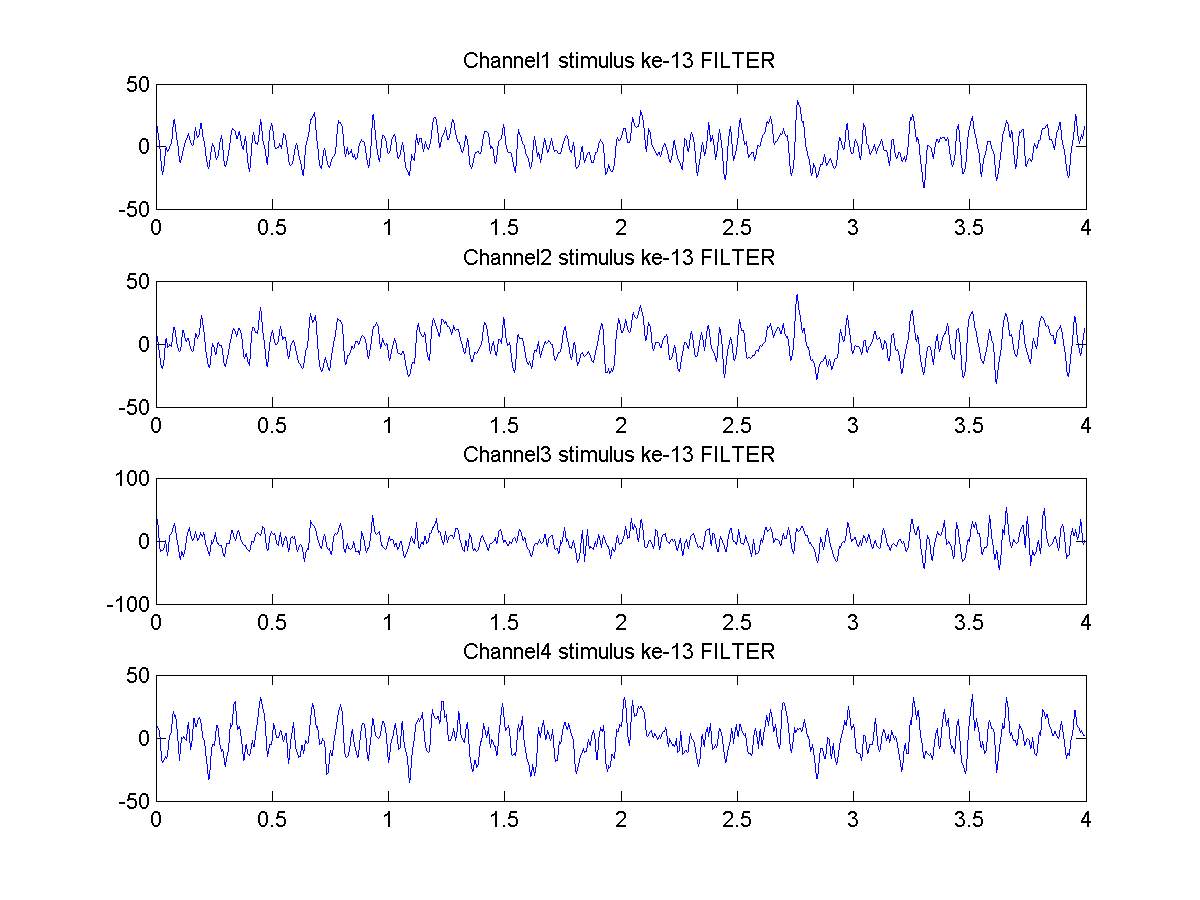 Channel1 stimulus ke-13 FILTER
50
0
-50
0 0.5 1 1.5 2 2.5 3 3.5 4
Channel2 stimulus ke-13 FILTER
50
0
-50
0 0.5 1 1.5 2 2.5 3 3.5 4
Channel3 stimulus ke-13 FILTER
100
0
-100
0 0.5 1 1.5 2 2.5 3 3.5 4
Channel4 stimulus ke-13 FILTER
50
0
-50
0 0.5 1 1.5 2 2.5 3 3.5 4